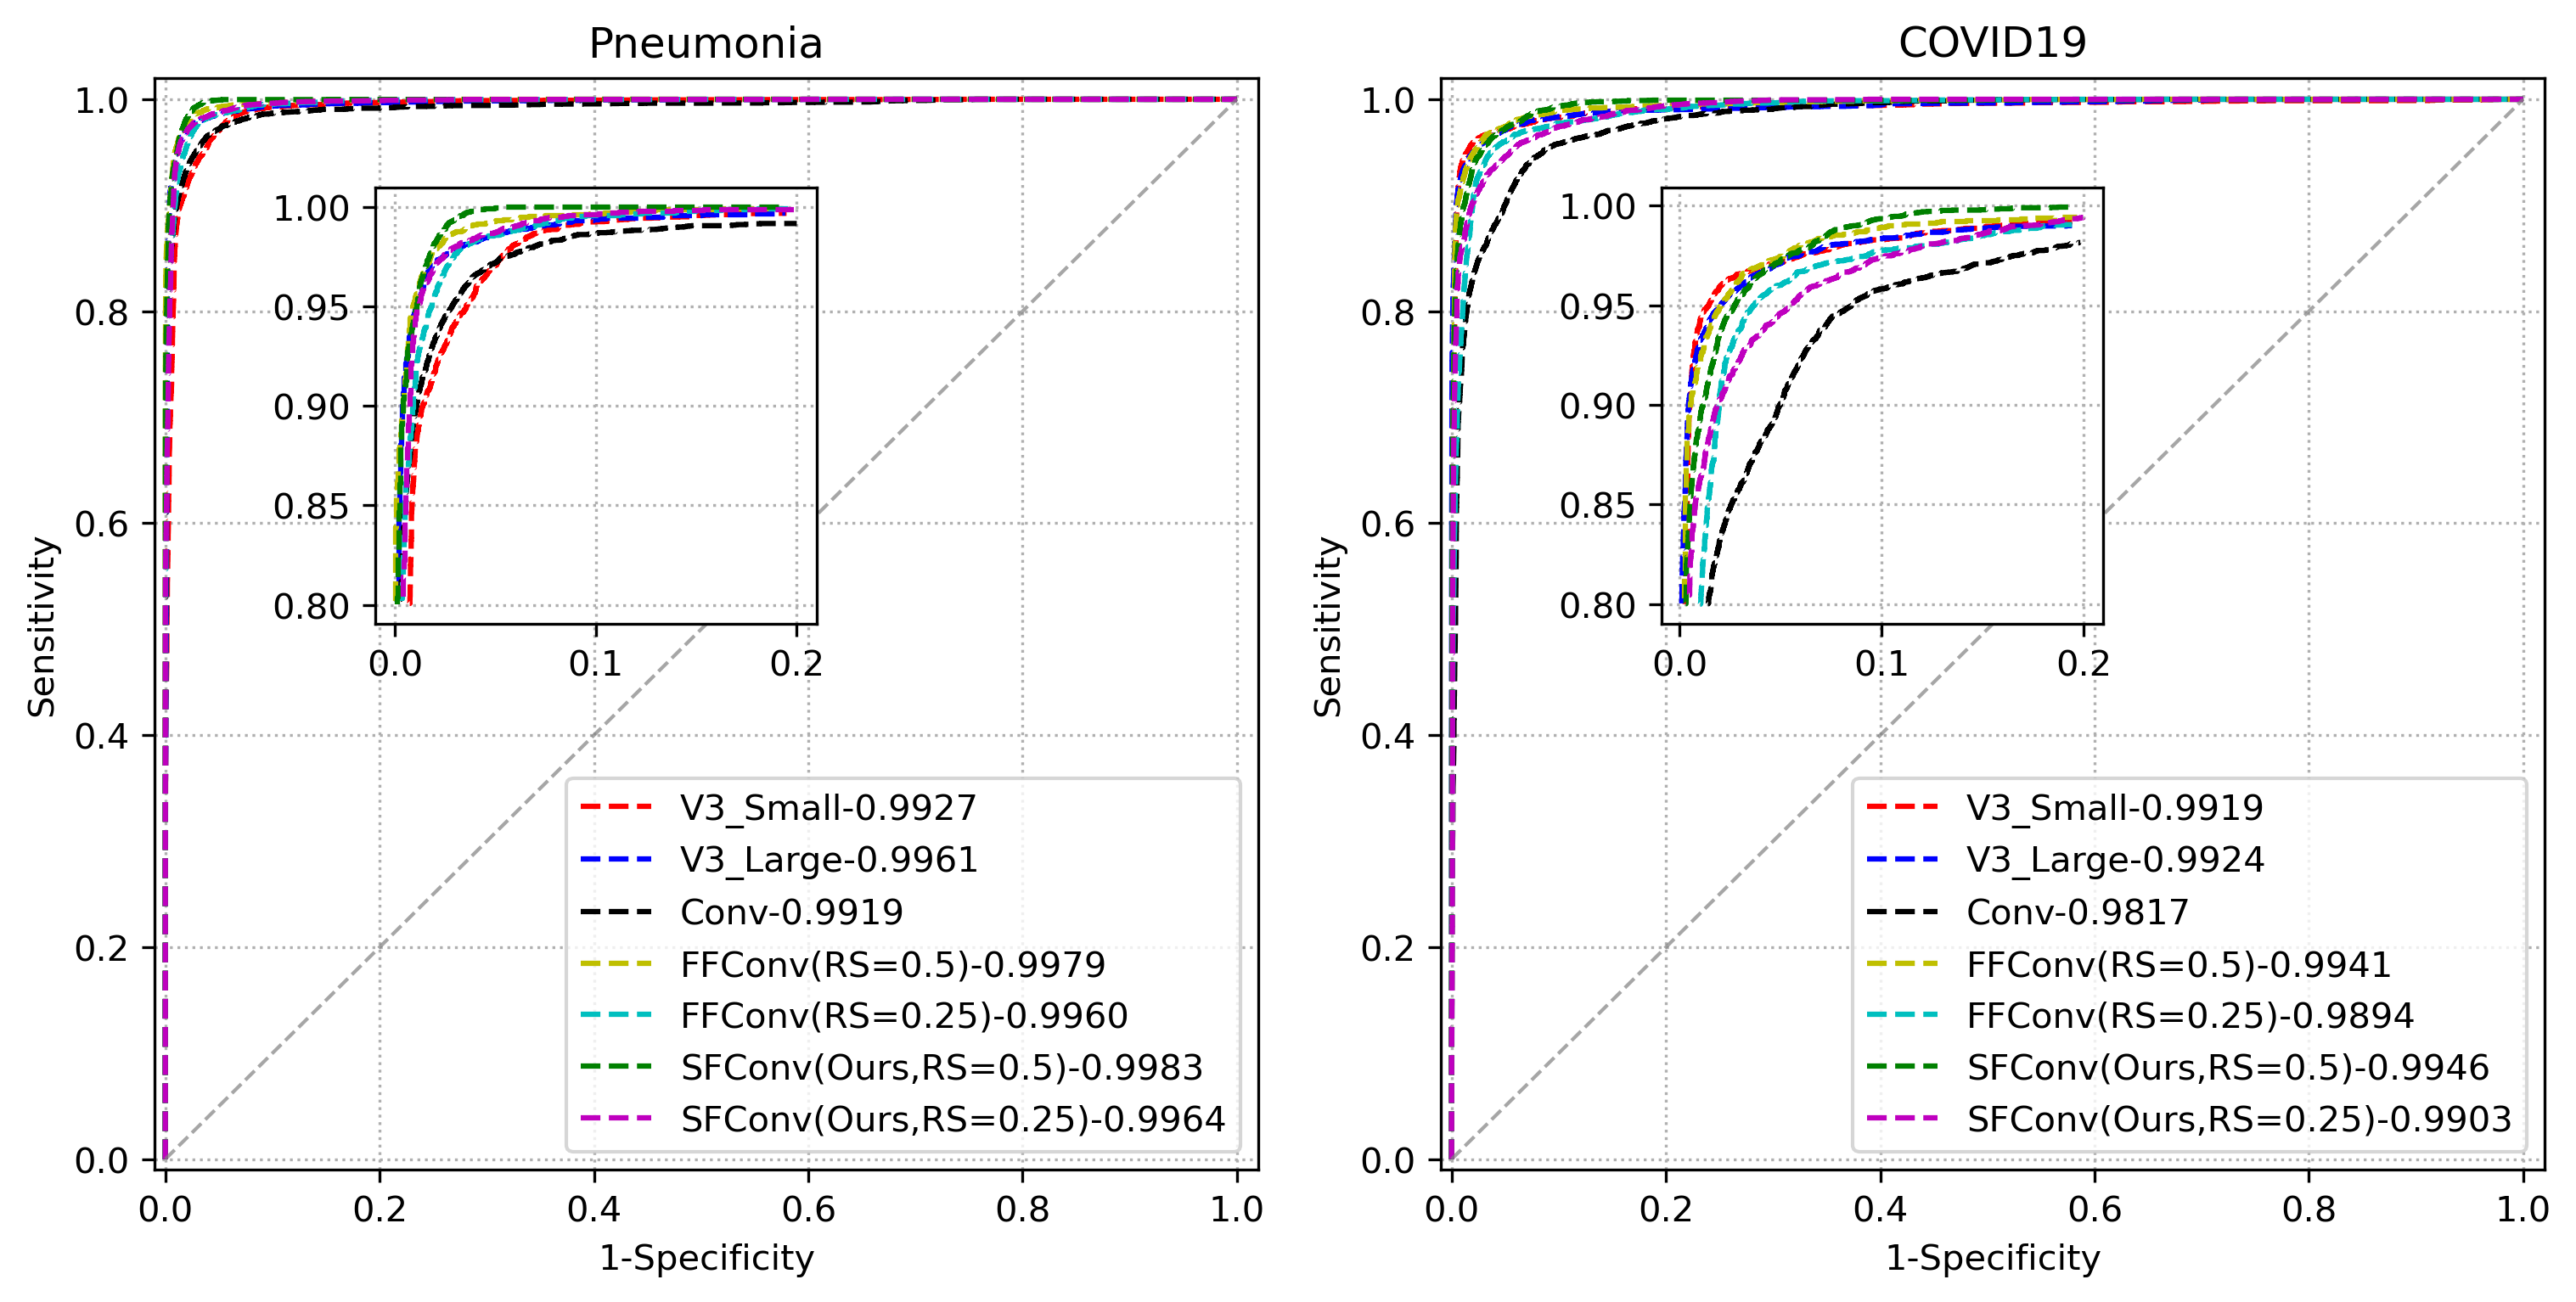 Pneumonia
1.0
0.8
0.6
0.4
0.2
0.0
Sensitivity
0.0
0.2
0.4
0.6
0.8
1.0
1-Specificity
1.00
0.95
0.90
0.85
0.80
0.0
0.1
0.2
V3_Small-0.9927
V3_Large-0.9961
Conv-0.9919
FFConv(RS=0.5)-0.9979
FFConv(RS=0.25)-0.9960
SFConv(Ours,RS=0.5)-0.9983
SFConv(Ours,RS=0.25)-0.9964
COVID19
1.0
0.8
0.6
0.4
0.2
0.0
Sensitivity
0.0
0.2
0.4
0.6
0.8
1.0
1-Specificity
1.00
0.95
0.90
0.85
0.80
0.0
0.1
0.2
V3_Small-0.9919
V3_Large-0.9924
Conv-0.9817
FFConv(RS=0.5)-0.9941
FFConv(RS=0.25)-0.9894
SFConv(Ours,RS=0.5)-0.9946
SFConv(Ours,RS=0.25)-0.9903